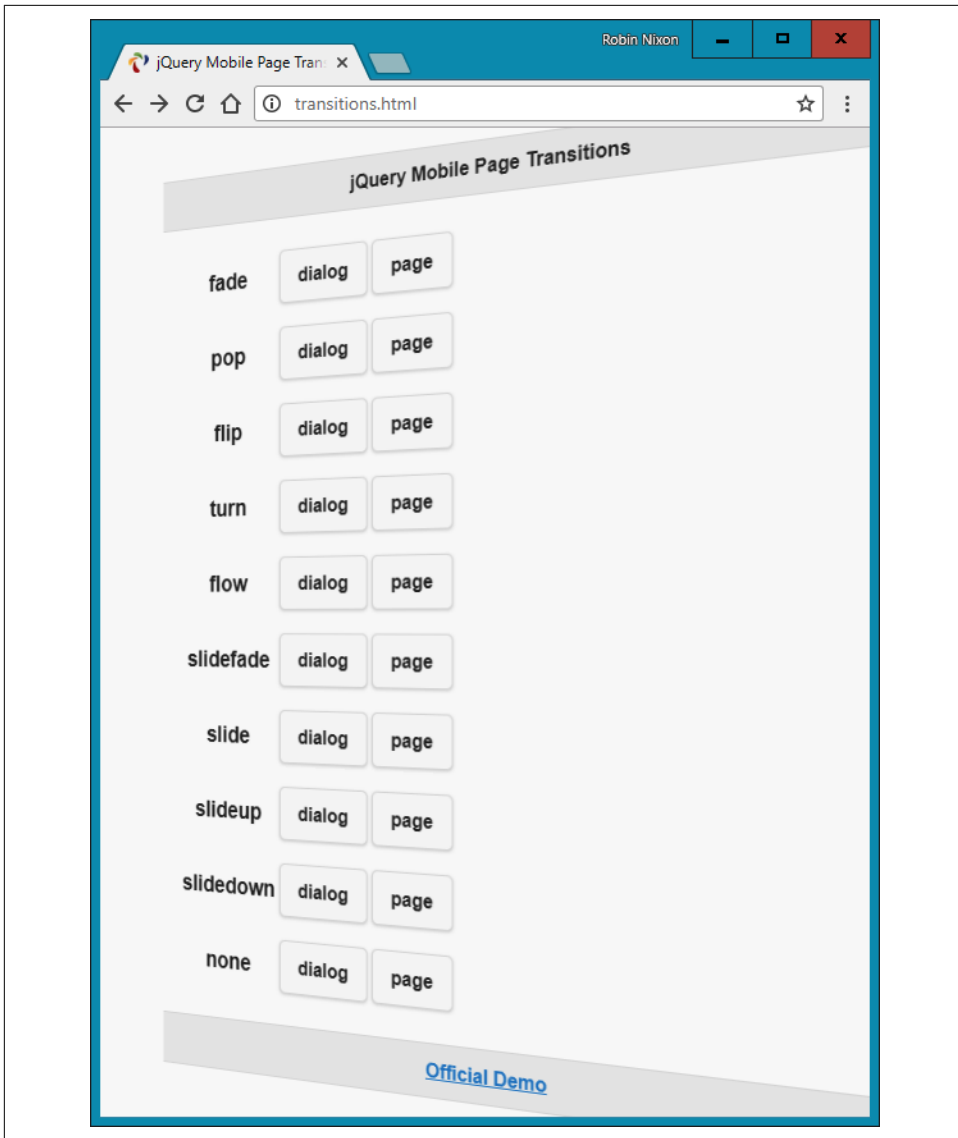 Robin Nixon
jQuery Mobile Page Tran
transitions.html
jQuery Mobile Page Transitions
fade dialog page
pop dialog page
flip dialog page
turn dialog page
flow dialog page
slidefade dialog page
slide dialog page
slideup dialog page
slidedown dialog page
none dialog page
Official Demo